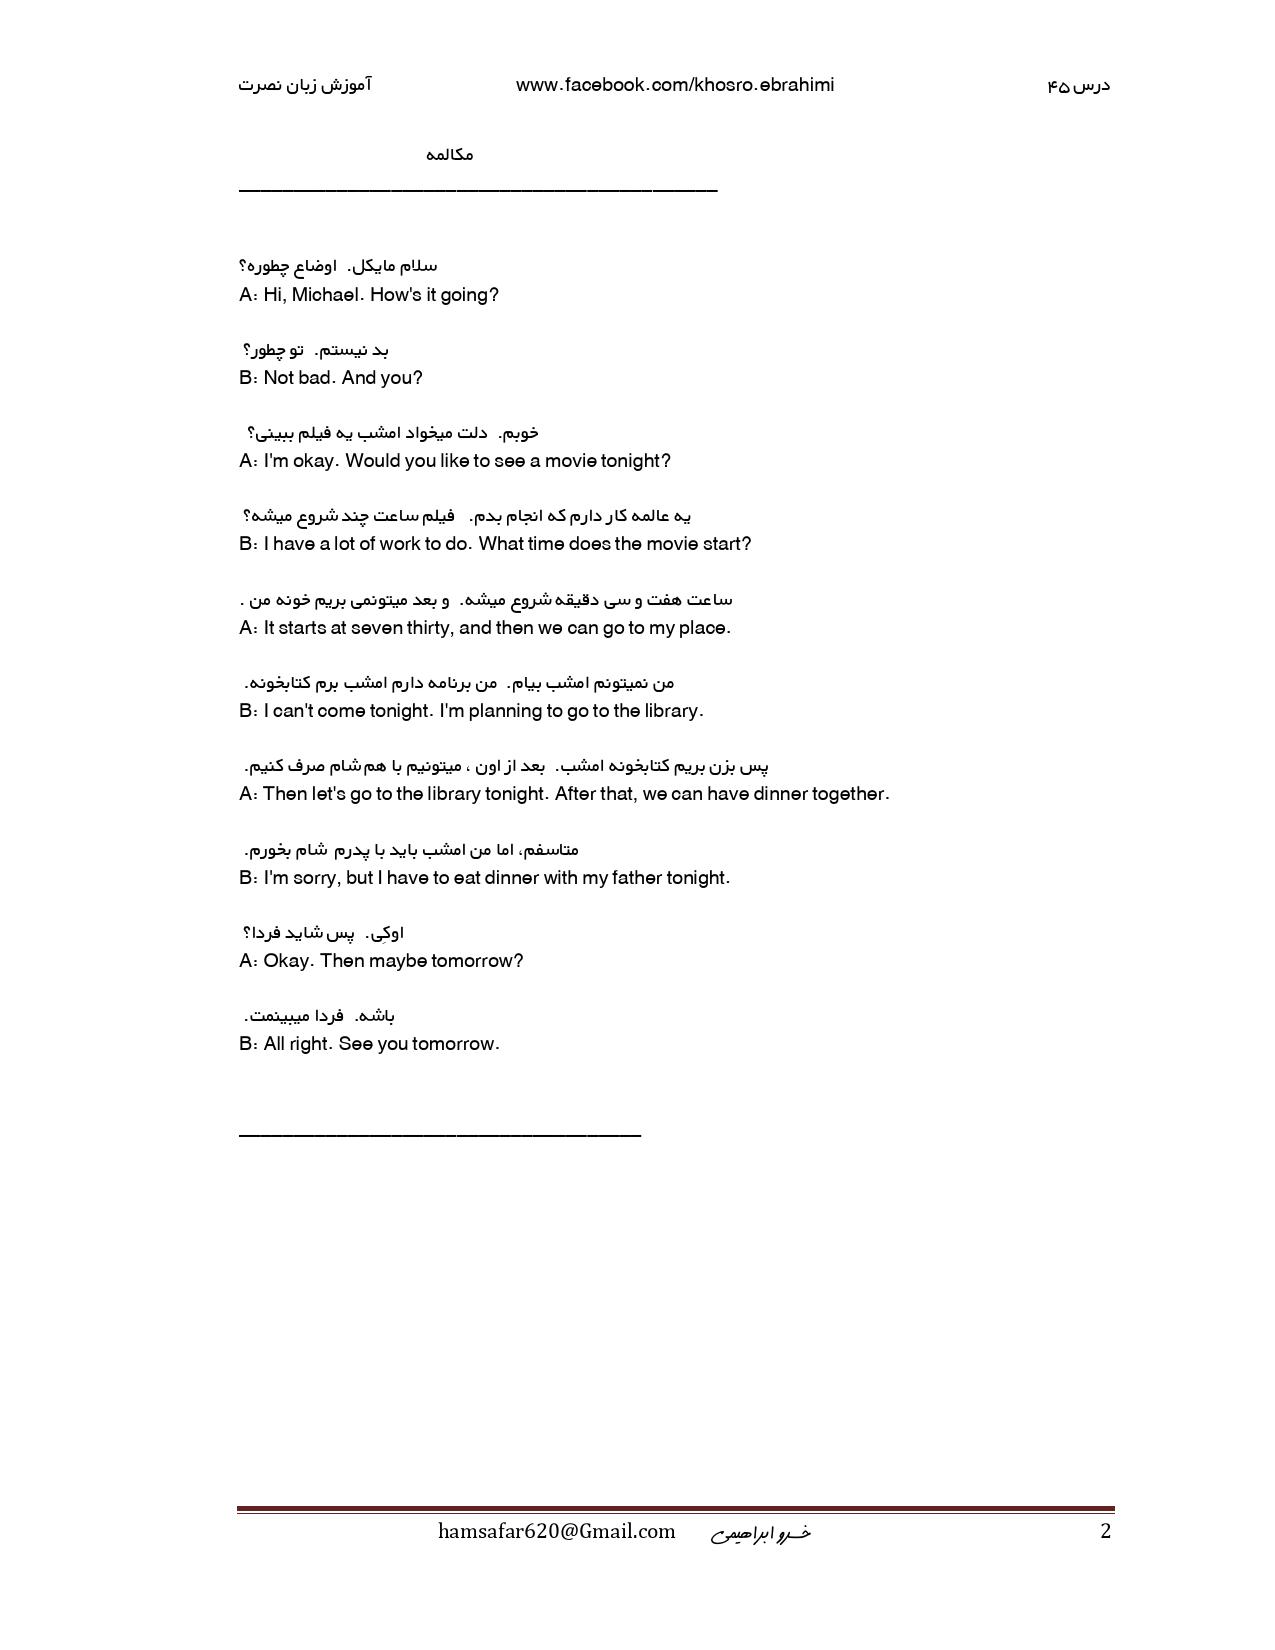 آموزش زبان نصرت www.facebook.com/khosro.ebrahimi درس ۴۵
مکالمه
سلام مایکل. اوضاع چطوره؟
A: Hi, Michael. How's it going?
بد نیستم. تو چطور؟
B: Not bad. And you?
خوبم. دلت میخواد امشب یه فیلم ببینی؟
A: I'm okay. Would you like to see a movie tonight?
یه عالمه کار دارم که انجام بدم. فیلم ساعت چند شروع میشه؟
B: I have a lot of work to do. What time does the movie start?
ساعت هفت و سی دقیقه شروع میشه. و بعد میتونمی بریم خونه من .
A: It starts at seven thirty, and then we can go to my place.
من نمیتونم امشب بیام. من برنامه دارم امشب برم کتابخونه.
B: I can't come tonight. I'm planning to go to the library.
پس بزن بریم کتابخونه امشب. بعد از اون ، میتونیم با هم شام صرف کنیم.
A: Then let's go to the library tonight. After that, we can have dinner together.
متاسفم، اما من امشب باید با پدرم شام بخورم.
B: I'm sorry, but I have to eat dinner with my father tonight.
اوکِی. پس شاید فردا؟
A: Okay. Then maybe tomorrow?
باشه. فردا میبینمت.
B: All right. See you tomorrow.
hamsafar620@Gmail.com خسرو ابراهیمی 2